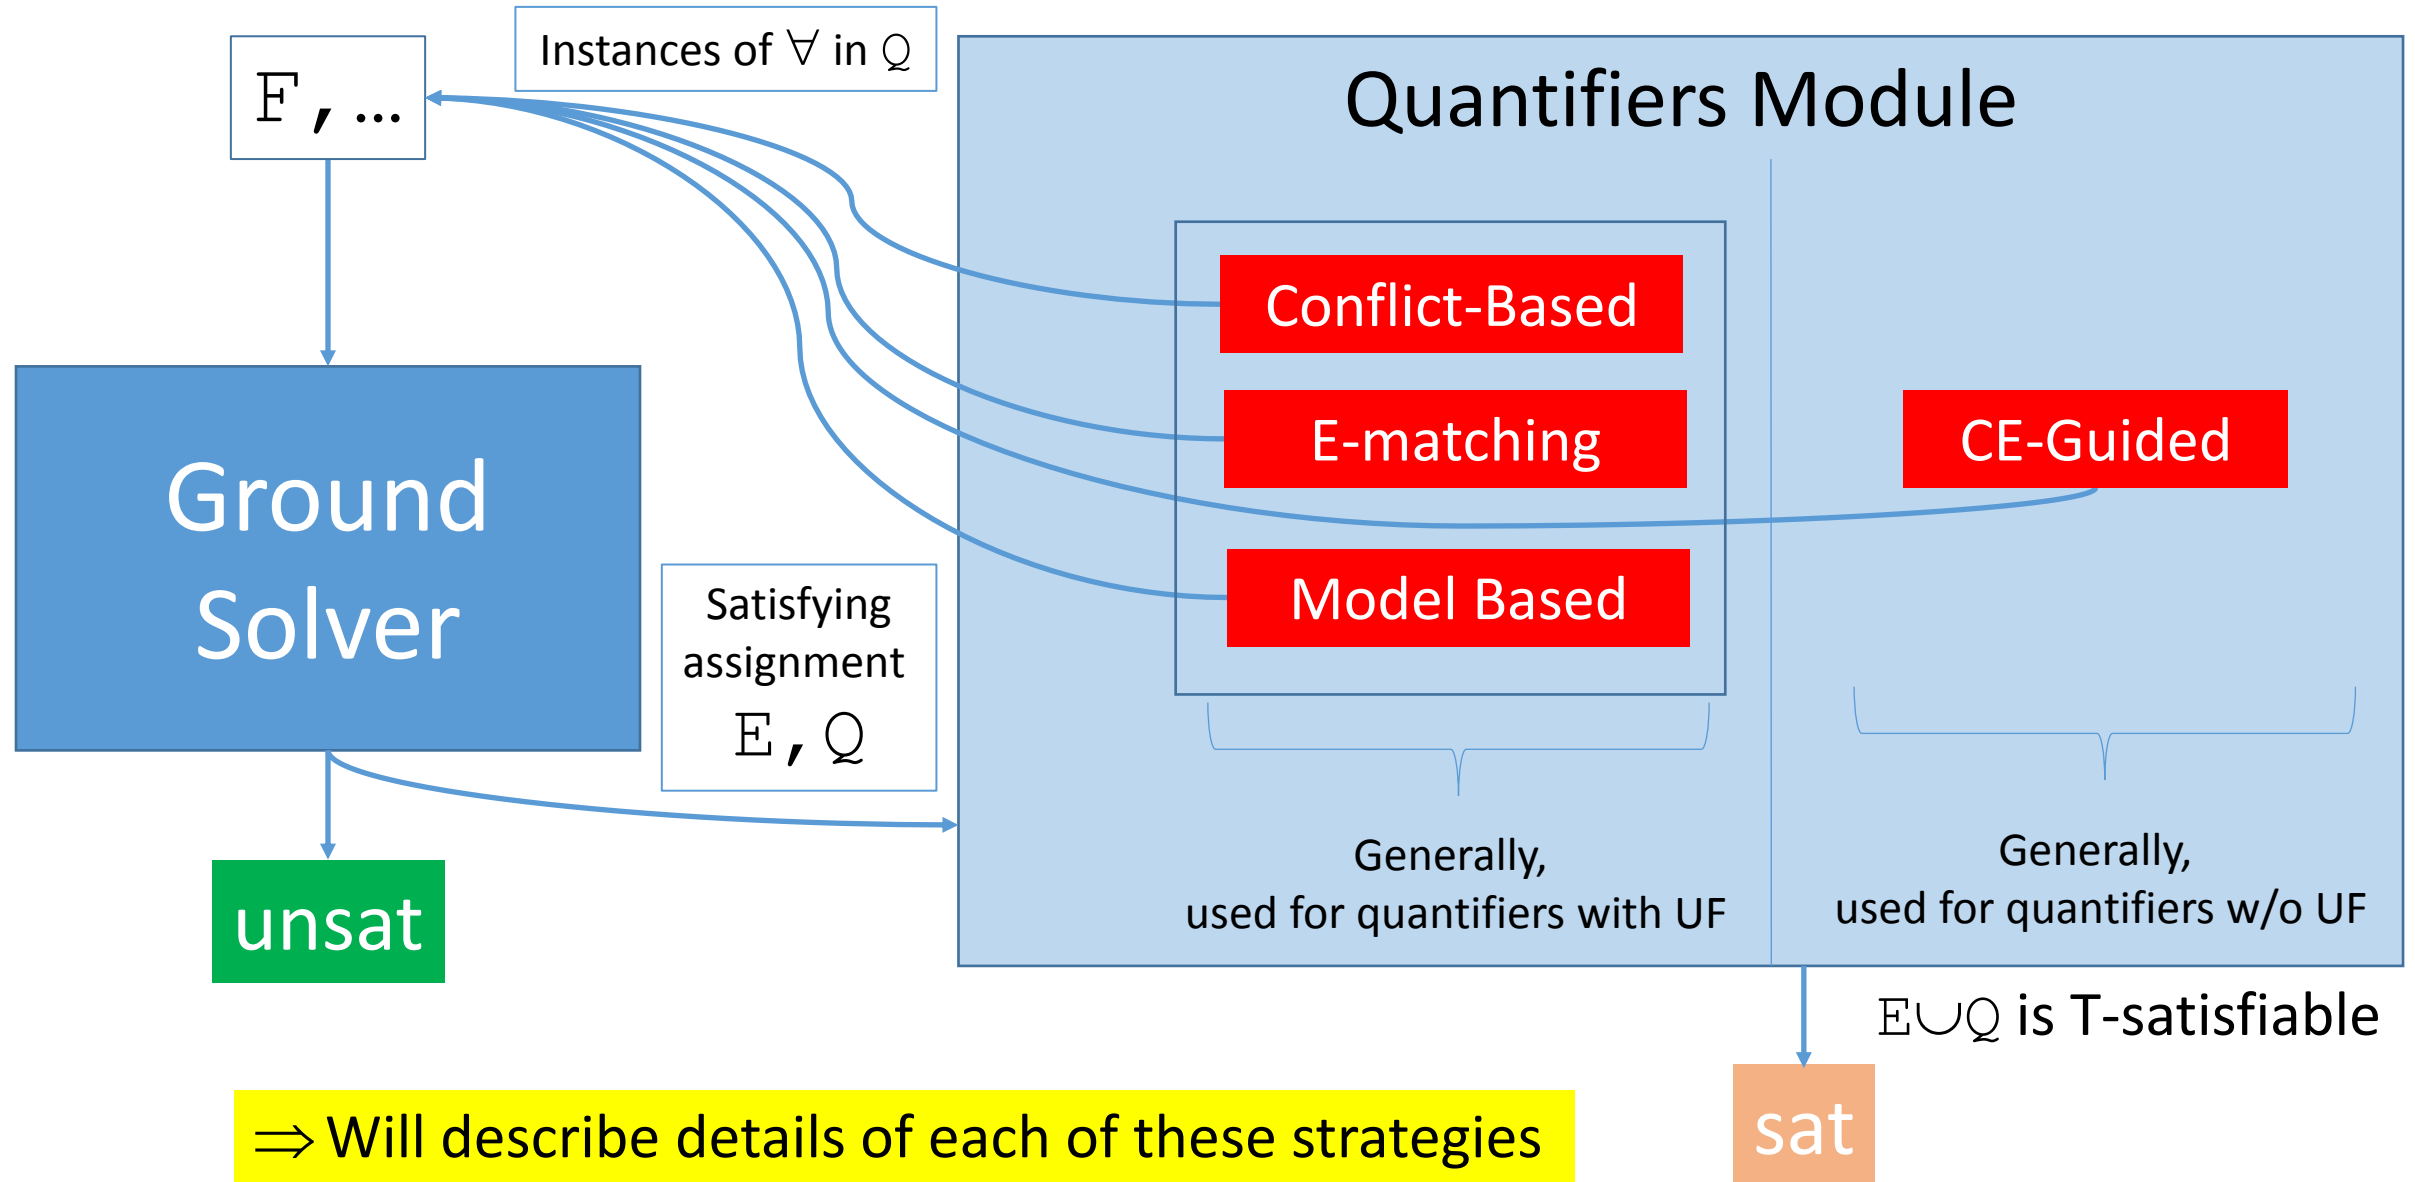 Instances of ∀ in Q
F,…
Quantifiers Module
Conflict-Based
E-matching
CE-Guided
Model Based
Ground
Solver
Satisfying
assignment
E,Q
Generally,
used for quantifiers with UF
Generally,
used for quantifiers w/o UF
unsat
E∪Q is T-satisfiable
sat
⇒ Will describe details of each of these strategies